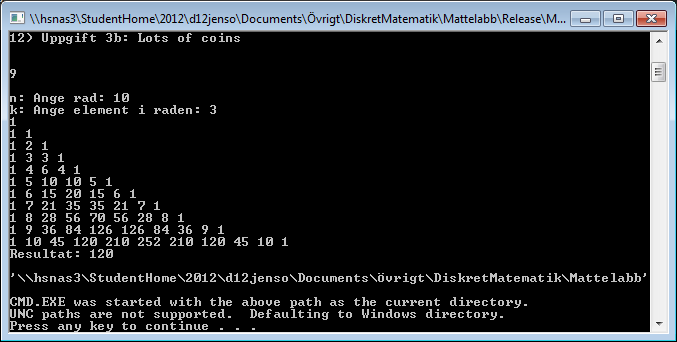 \\hsnas3\StudentHome\2012\d12jenso\Documents\Övrigt\DiskretMatematik\Mattelabb\Release\M...
12) Uppgift 3b: Lots of coins
9
n: Ange rad: 10
k: Ange element i raden: 3
1
1 1
1 2 1
1 3 3 1
1 4 6 4 1
1 5 10 10 5 1
1 6 15 20 15 6 1
1 7 21 35 35 21 7 1
1 8 28 56 70 56 28 8 1
1 9 36 84 126 126 84 36 9 1
1 10 45 120 210 252 210 120 45 10 1
Resultat: 120
'\\hsnas3\StudentHome\2012\d12jenso\Documents\övrigt\DiskretMatematik\Mattelabb'
CMD.EXE was started with the above path as the current directory.
UNC paths are not supported.  Defaulting to Windows directory.
Press any key to continue . . .